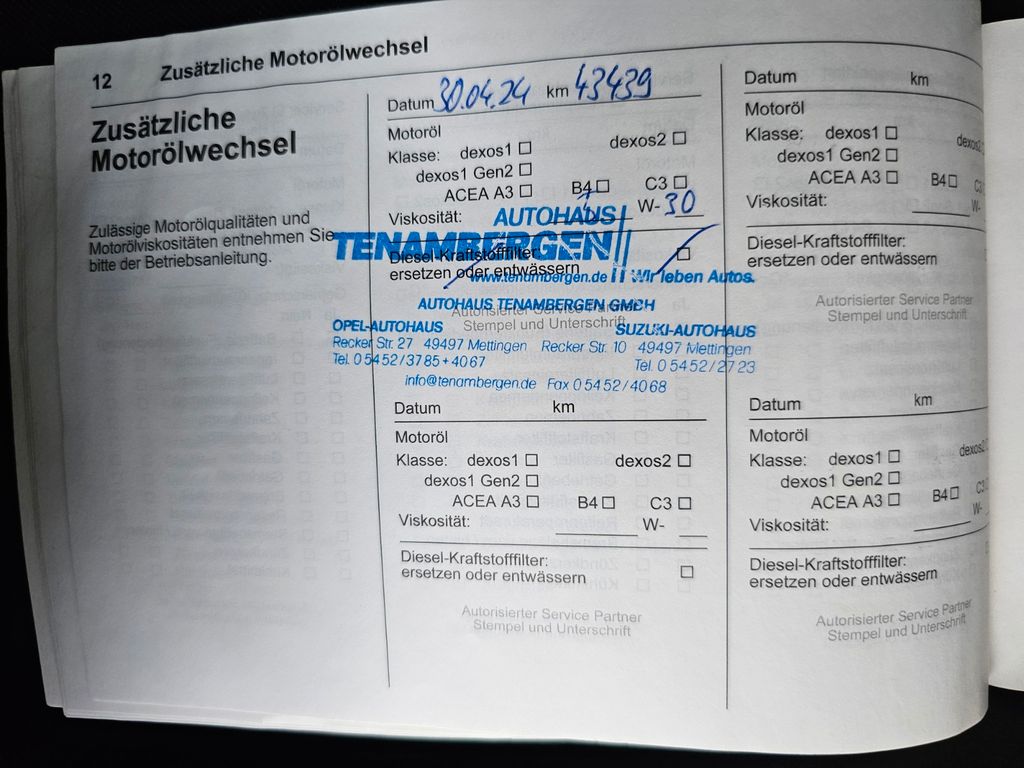 12 Zusätzliche Motorölwechsel
Zusätzliche
Motorölwechsel
Zulässige Motorölqualitäten und
Motorölviskositäten entnehmen Sie
bitte der Betriebsanleitung.
Datum 30.04.24 km 43439
Motoröl
Klasse: dexos1 ☐ dexos2 ☐
dexos1 Gen2 ☐
ACEA A3 ☐ B4 ☐ C3 ☐
Viskosität: W- 30
Diesel-Kraftstofffilter:
ersetzen oder entwässern ☐
Autorisierter Service Partner
Stempel und Unterschrift
AUTOHAUS
TENAMBERGEN
www.tenambergen.de Wir leben Autos.
AUTOHAUS TENAMBERGEN GMBH
OPEL-AUTOHAUS SUZUKI-AUTOHAUS
Recker Str. 27 49497 Mettingen Recker Str. 10 49497 Mettingen
Tel. 05452/3785+4067 Tel. 05452/2723
info@tenambergen.de Fax 05452/4068
Datum km
Motoröl
Klasse: dexos1 ☐ dexos2 ☐
dexos1 Gen2 ☐
ACEA A3 ☐ B4 ☐ C3 ☐
Viskosität: W-
Diesel-Kraftstofffilter:
ersetzen oder entwässern ☐
Autorisierter Service Partner
Stempel und Unterschrift
Datum km
Motoröl
Klasse: dexos1 ☐ dexos2
dexos1 Gen2 ☐
ACEA A3 ☐ B4 ☐ C3
Viskosität: W-
Diesel-Kraftstofffilter:
ersetzen oder entwässern
Autorisierter Service Partner
Stempel und Unterschrift
Datum km
Motoröl
Klasse: dexos1 ☐ dexos2
dexos1 Gen2 ☐
ACEA A3 ☐ B4 ☐ C3
Viskosität: W-
Diesel-Kraftstofffilter:
ersetzen oder entwässern
Autorisierter Service Partner
Stempel und Unterschrift